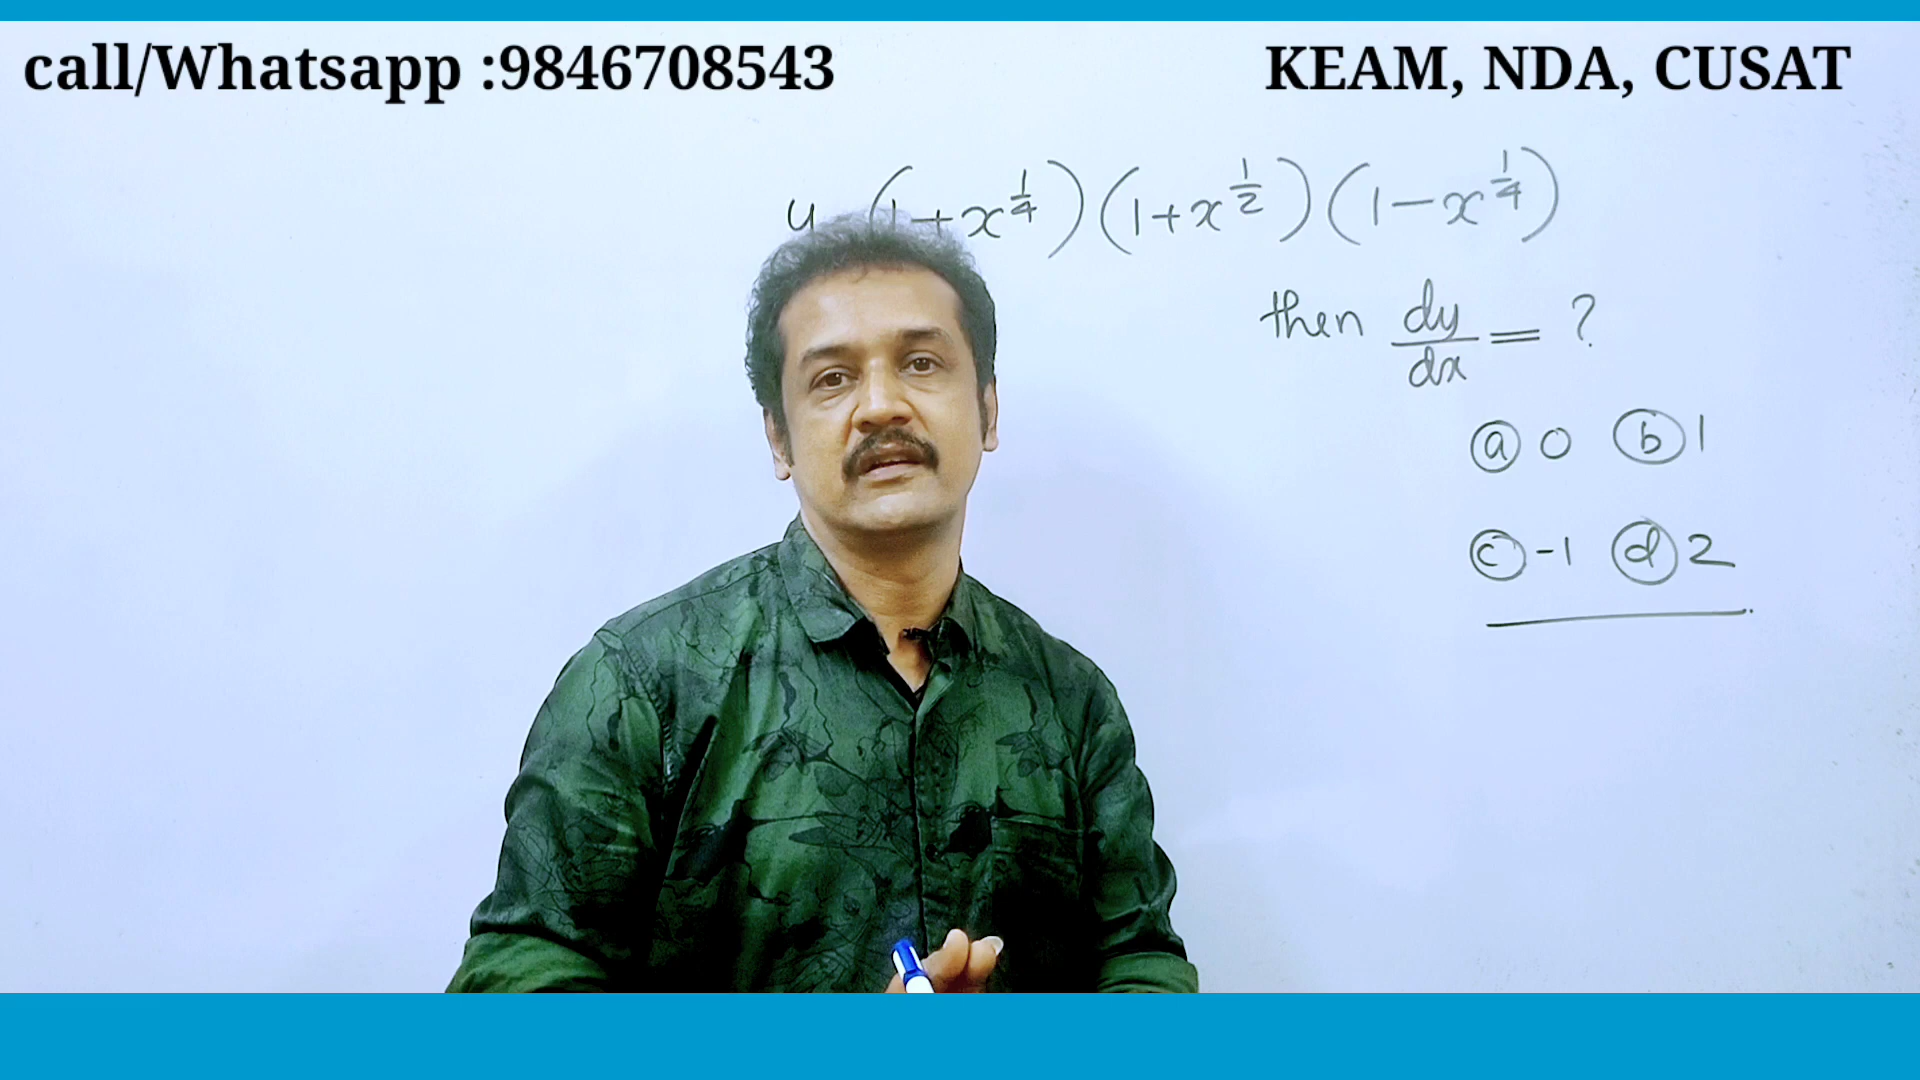 call/Whatsapp :9846708543 KEAM, NDA, CUSAT
y (1+x^{1/4})(1+x^{1/2})(1-x^{1/4})
then dy/dx = ?
ⓐ 0 ⓑ 1
ⓒ -1 ⓓ 2